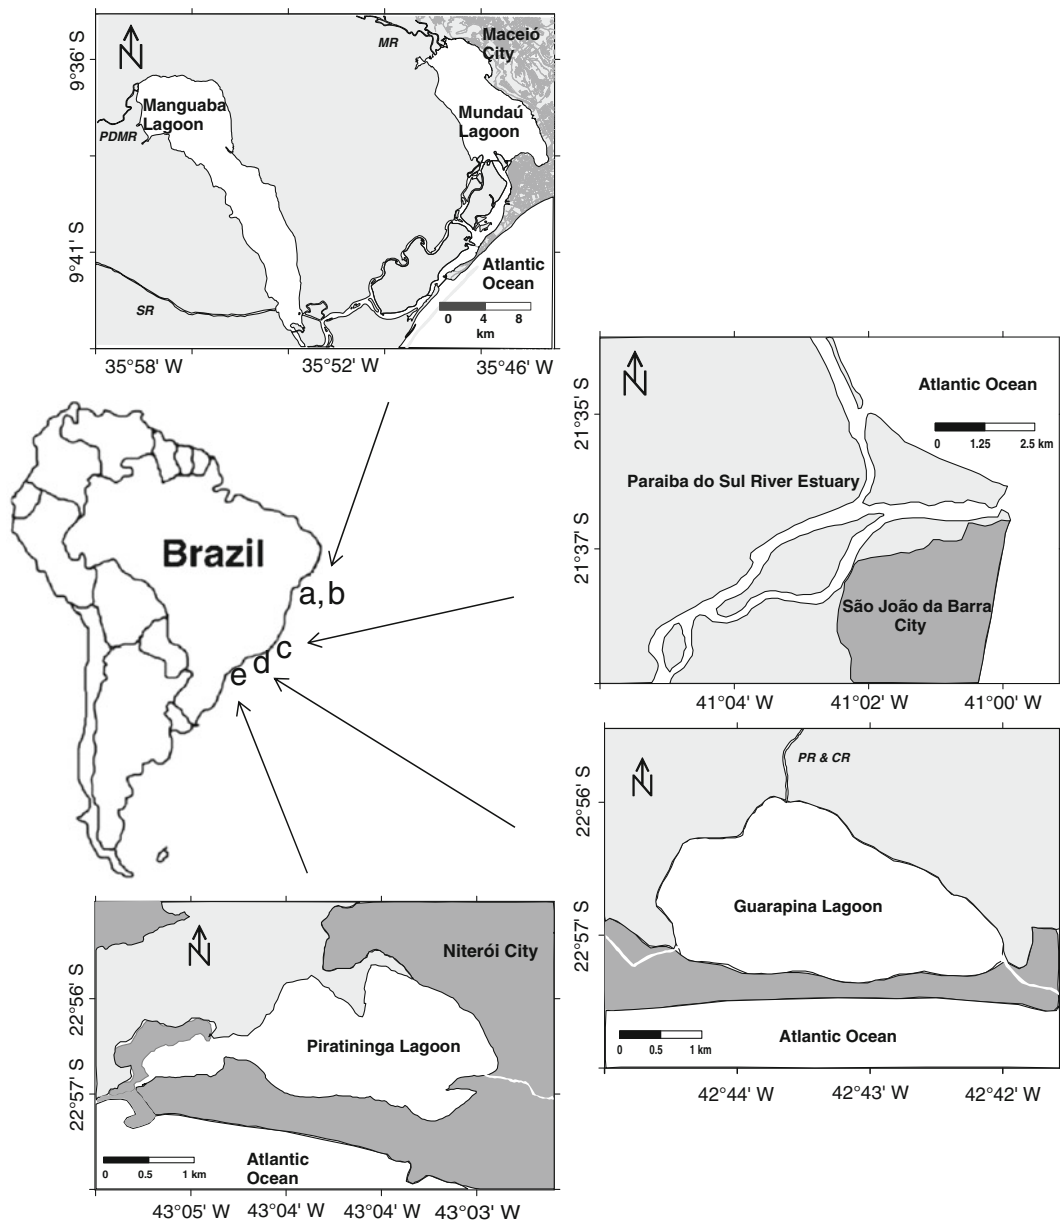 N
MR
Maceió
City
9°36' S
Manguaba
Lagoon
Mundaú
Lagoon
PDMR
9°41' S
Atlantic
Ocean
SR
0 4 8
km
35°58' W 35°52' W 35°46' W
N
Atlantic Ocean
21°35' S
0 1.25 2.5 km
Paraiba do Sul River Estuary
21°37' S
São João da Barra
City
41°04' W 41°02' W 41°00' W
Brazil
a,b
c
d
e
N
PR & CR
22°56' S
Guarapina Lagoon
22°57' S
0 0.5 1 km
Atlantic Ocean
42°44' W 42°43' W 42°42' W
N
Niterói City
22°56' S
Piratininga Lagoon
22°57' S
0 0.5 1 km
Atlantic
Ocean
43°05' W 43°04' W 43°04' W 43°03' W